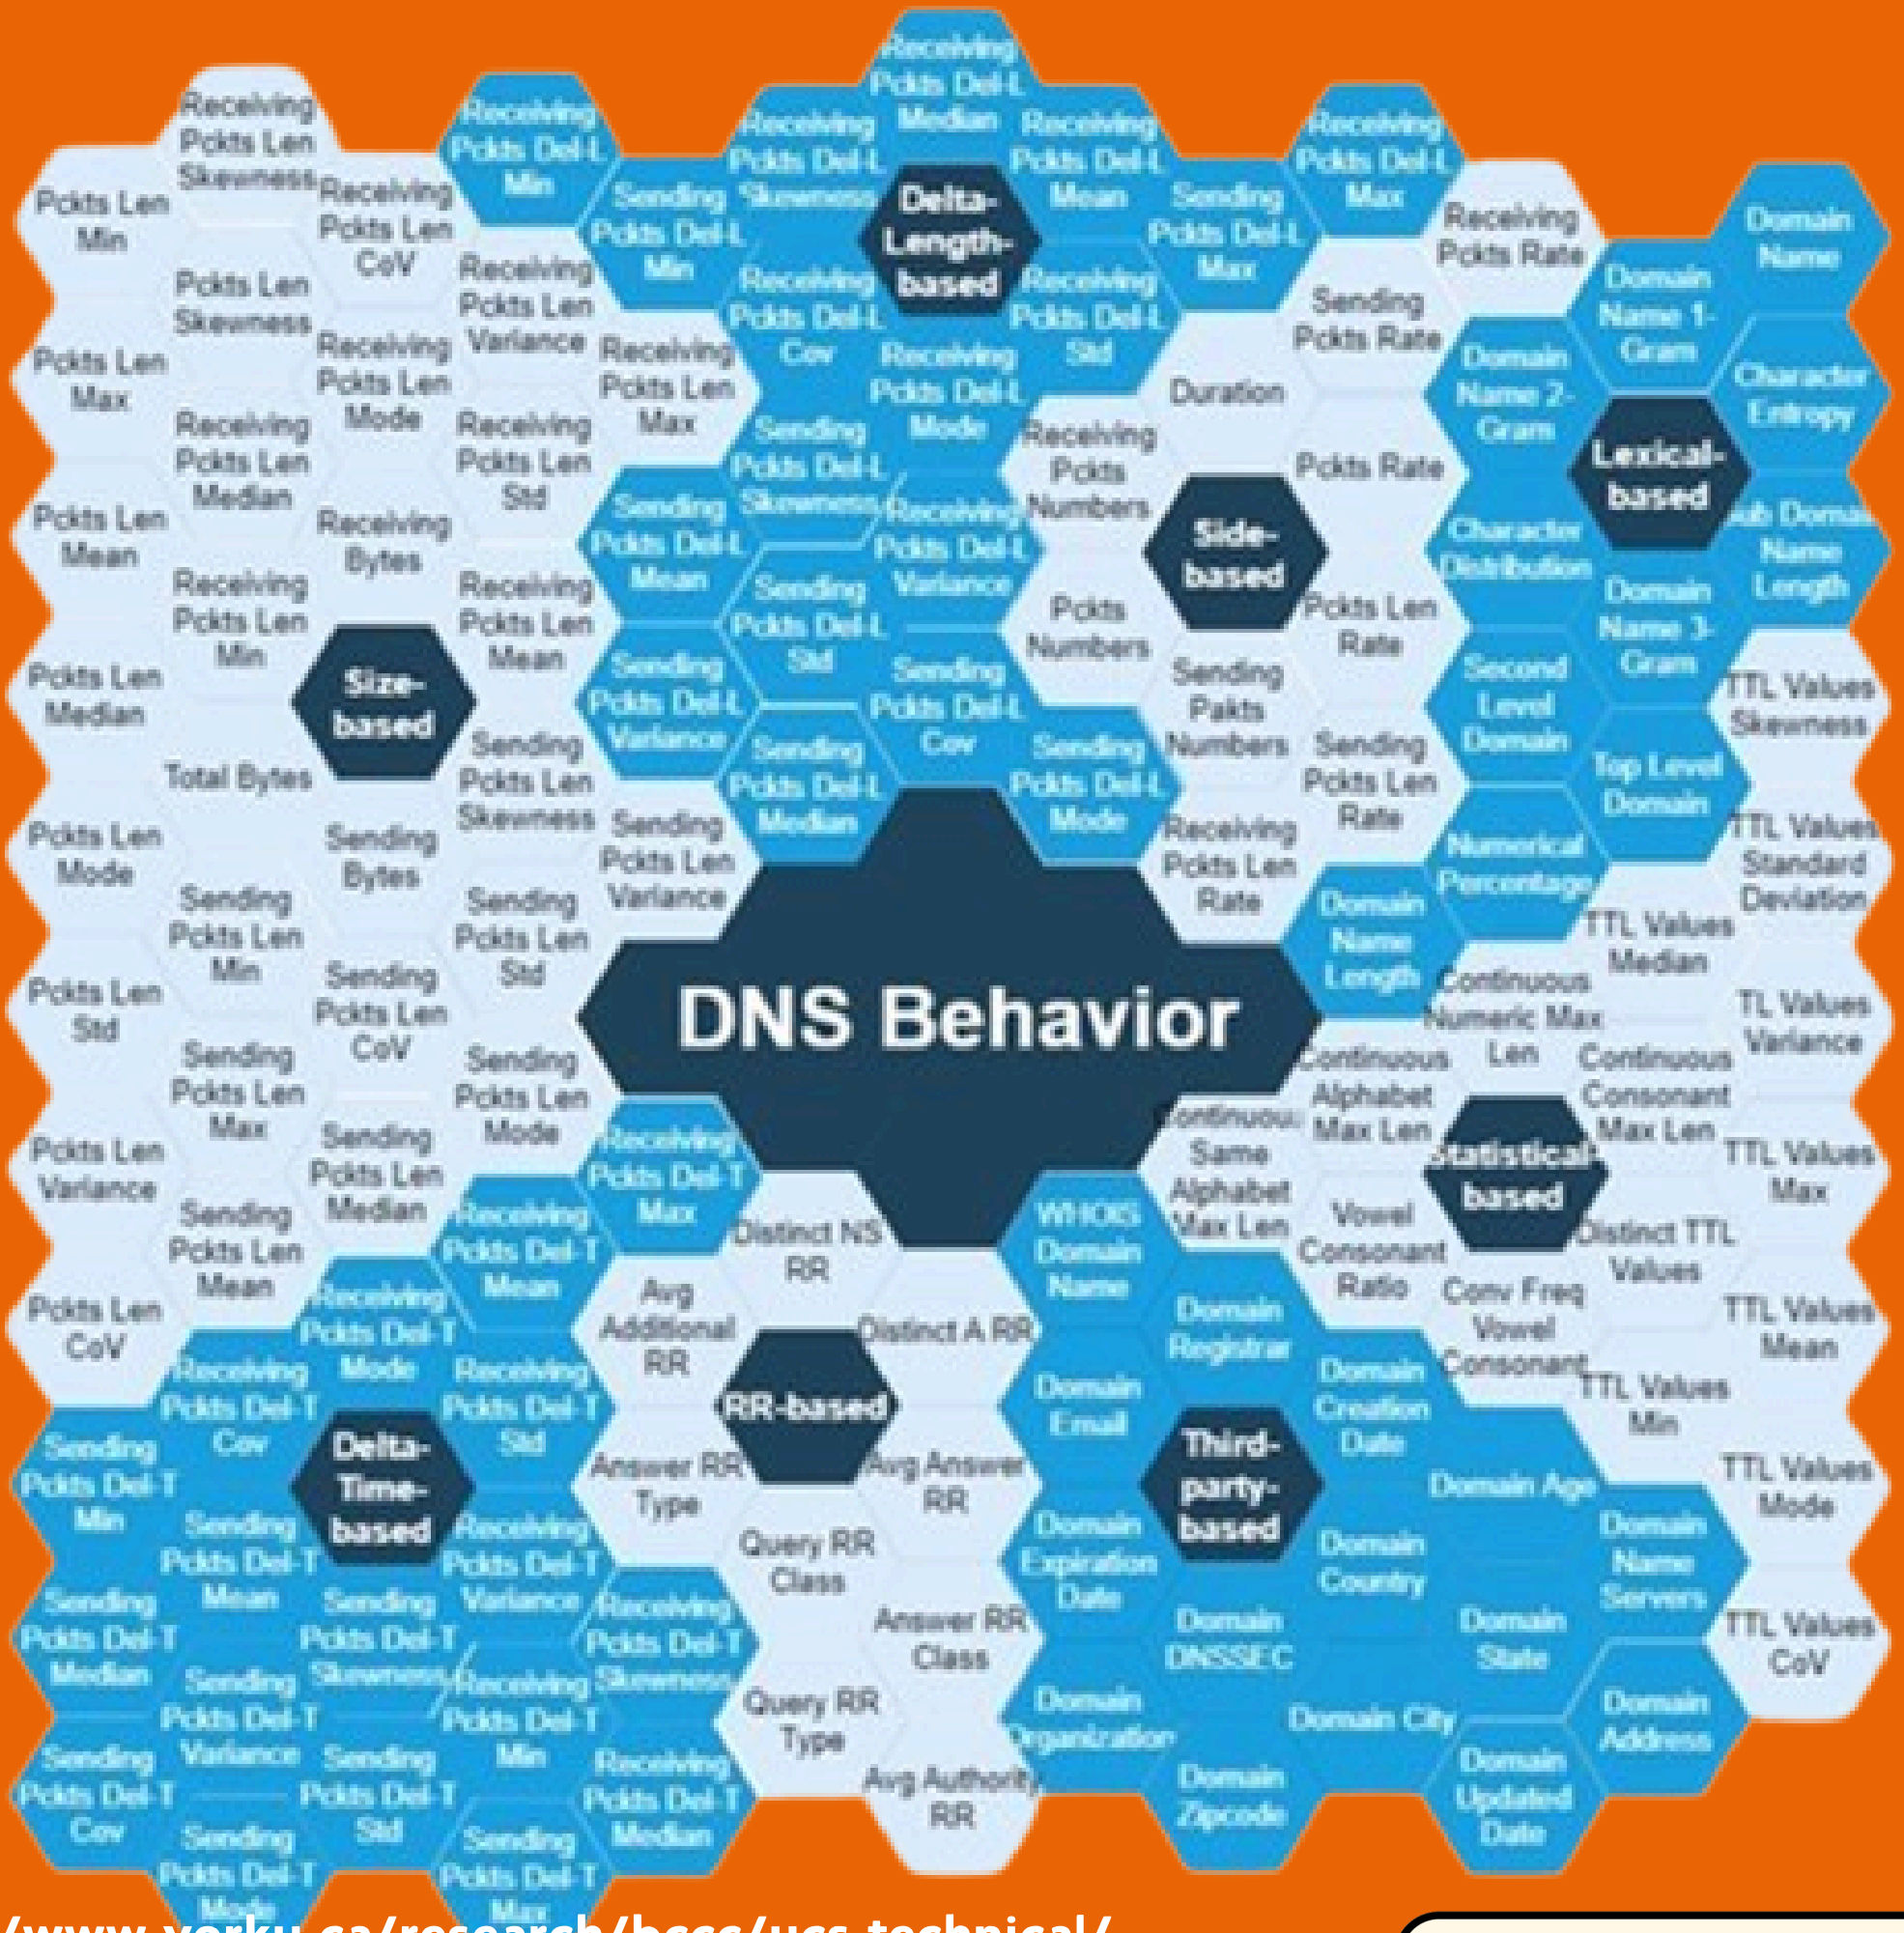 Receiving
Pckts Len
Skewness
Pckts Len
Min
Receiving
Pckts Len
CoV
Pckts Len
Skewness
Receiving
Pckts Len
Variance
Pckts Len
Max
Receiving
Pckts Len
Mode
Receiving
Pckts Len
Max
Receiving
Pckts Len
Median
Receiving
Pckts Len
Std
Pckts Len
Mean
Receiving
Bytes
Receiving
Pckts Len
Min
Receiving
Pckts Len
Mean
Size-
based
Pckts Len
Median
Total Bytes
Sending
Pckts Len
Skewness
Pckts Len
Mode
Sending
Bytes
Sending
Pckts Len
Variance
Sending
Pckts Len
Min
Sending
Pckts Len
Std
Pckts Len
Std
Sending
Pckts Len
CoV
Sending
Pckts Len
Max
Sending
Pckts Len
Mode
Pckts Len
Variance
Sending
Pckts Len
Median
Sending
Pckts Len
Mean
Pckts Len
CoV
Receiving
Pckts Del-L
Min
Receiving
Pckts Del-L
Median
Receiving
Pckts Del-L
Skewness
Receiving
Pckts Del-L
Mean
Receiving
Pckts Del-L
Max
Sending
Pckts Del-L
Min
Delta-
Length-
based
Sending
Pckts Del-L
Max
Receiving
Pckts Del-L
Cov
Receiving
Pckts Del-L
Std
Receiving
Pckts Del-L
Mode
Sending
Pckts Del-L
Skewness
Sending
Pckts Del-L
Mean
Receiving
Pckts Del-L
Variance
Sending
Pckts Del-L
Std
Sending
Pckts Del-L
Variance
Sending
Pckts Del-L
Cov
Sending
Pckts Del-L
Median
Sending
Pckts Del-L
Mode
Receiving
Pckts Rate
Sending
Pckts Rate
Duration
Receiving
Pckts
Numbers
Pckts Rate
Side-
based
Pckts
Numbers
Pckts Len
Rate
Sending
Pakts
Numbers
Sending
Pckts Len
Rate
Receiving
Pckts Len
Rate
Domain
Name
Domain
Name 1-
Gram
Domain
Name 2-
Gram
Character
Entropy
Lexical-
based
Character
Distribution
ub Domai
Name
Length
Domain
Name 3-
Gram
Second
Level
Domain
Top Level
Domain
Numerical
Percentage
Domain
Name
Length
DNS Behavior
TTL Values
Skewness
TTL Values
Standard
Deviation
TTL Values
Median
Continuous
Numeric Max
Len
TL Values
Variance
Continuous
Alphabet
Max Len
Continuous
Consonant
Max Len
Continuous
Same
Alphabet
Max Len
Statistical-
based
TTL Values
Max
Vowel
Consonant
Ratio
Distinct TTL
Values
Conv Freq
Vowel
Consonant
TTL Values
Mean
TTL Values
Min
TTL Values
Mode
TTL Values
CoV
Receiving
Pckts Del-T
Max
Receiving
Pckts Del-T
Mean
Receiving
Pckts Del-T
Mode
Receiving
Pckts Del-T
Cov
Receiving
Pckts Del-T
Std
Delta-
Time-
based
Sending
Pckts Del-T
Min
Sending
Pckts Del-T
Mean
Receiving
Pckts Del-T
Variance
Sending
Pckts Del-T
Median
Sending
Pckts Del-T
Skewness
Receiving
Pckts Del-T
Skewness
Sending
Pckts Del-T
Variance
Receiving
Pckts Del-T
Min
Sending
Pckts Del-T
Cov
Sending
Pckts Del-T
Std
Receiving
Pckts Del-T
Median
Sending
Pckts Del-T
Mode
Sending
Pckts Del-T
Max
Distinct NS
RR
Avg
Additional
RR
Distinct A RR
RR-based
Answer RR
Type
Avg Answer
RR
Query RR
Class
Answer RR
Class
Query RR
Type
Avg Authority
RR
WHOIS
Domain
Name
Domain
Registrar
Domain
Email
Domain
Creation
Date
Third-
party-
based
Domain Age
Domain
Expiration
Date
Domain
Country
Domain
Name
Servers
Domain
DNSSEC
Domain
State
Domain
Organization
Domain City
Domain
Address
Domain
Zipcode
Domain
Updated
Date
/www.yorku.ca/research/bccc/ucs-technical/